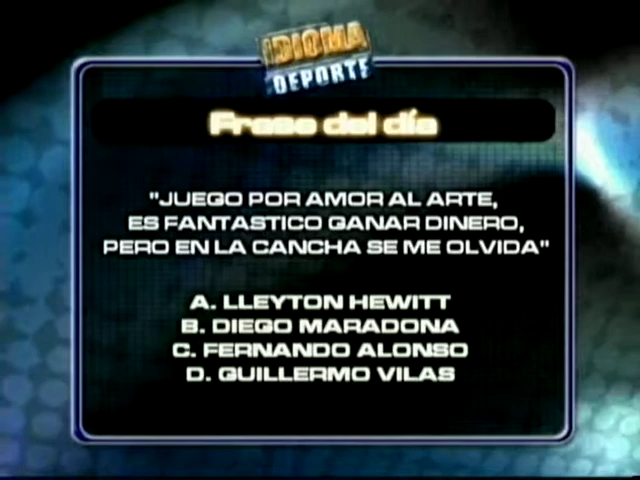 IDIOMA
DEPORTE
Frase del día
"JUEGO POR AMOR AL ARTE,
ES FANTASTICO GANAR DINERO,
PERO EN LA CANCHA SE ME OLVIDA"
A. LLEYTON HEWITT
B. DIEGO MARADONA
C. FERNANDO ALONSO
D. GUILLERMO VILAS